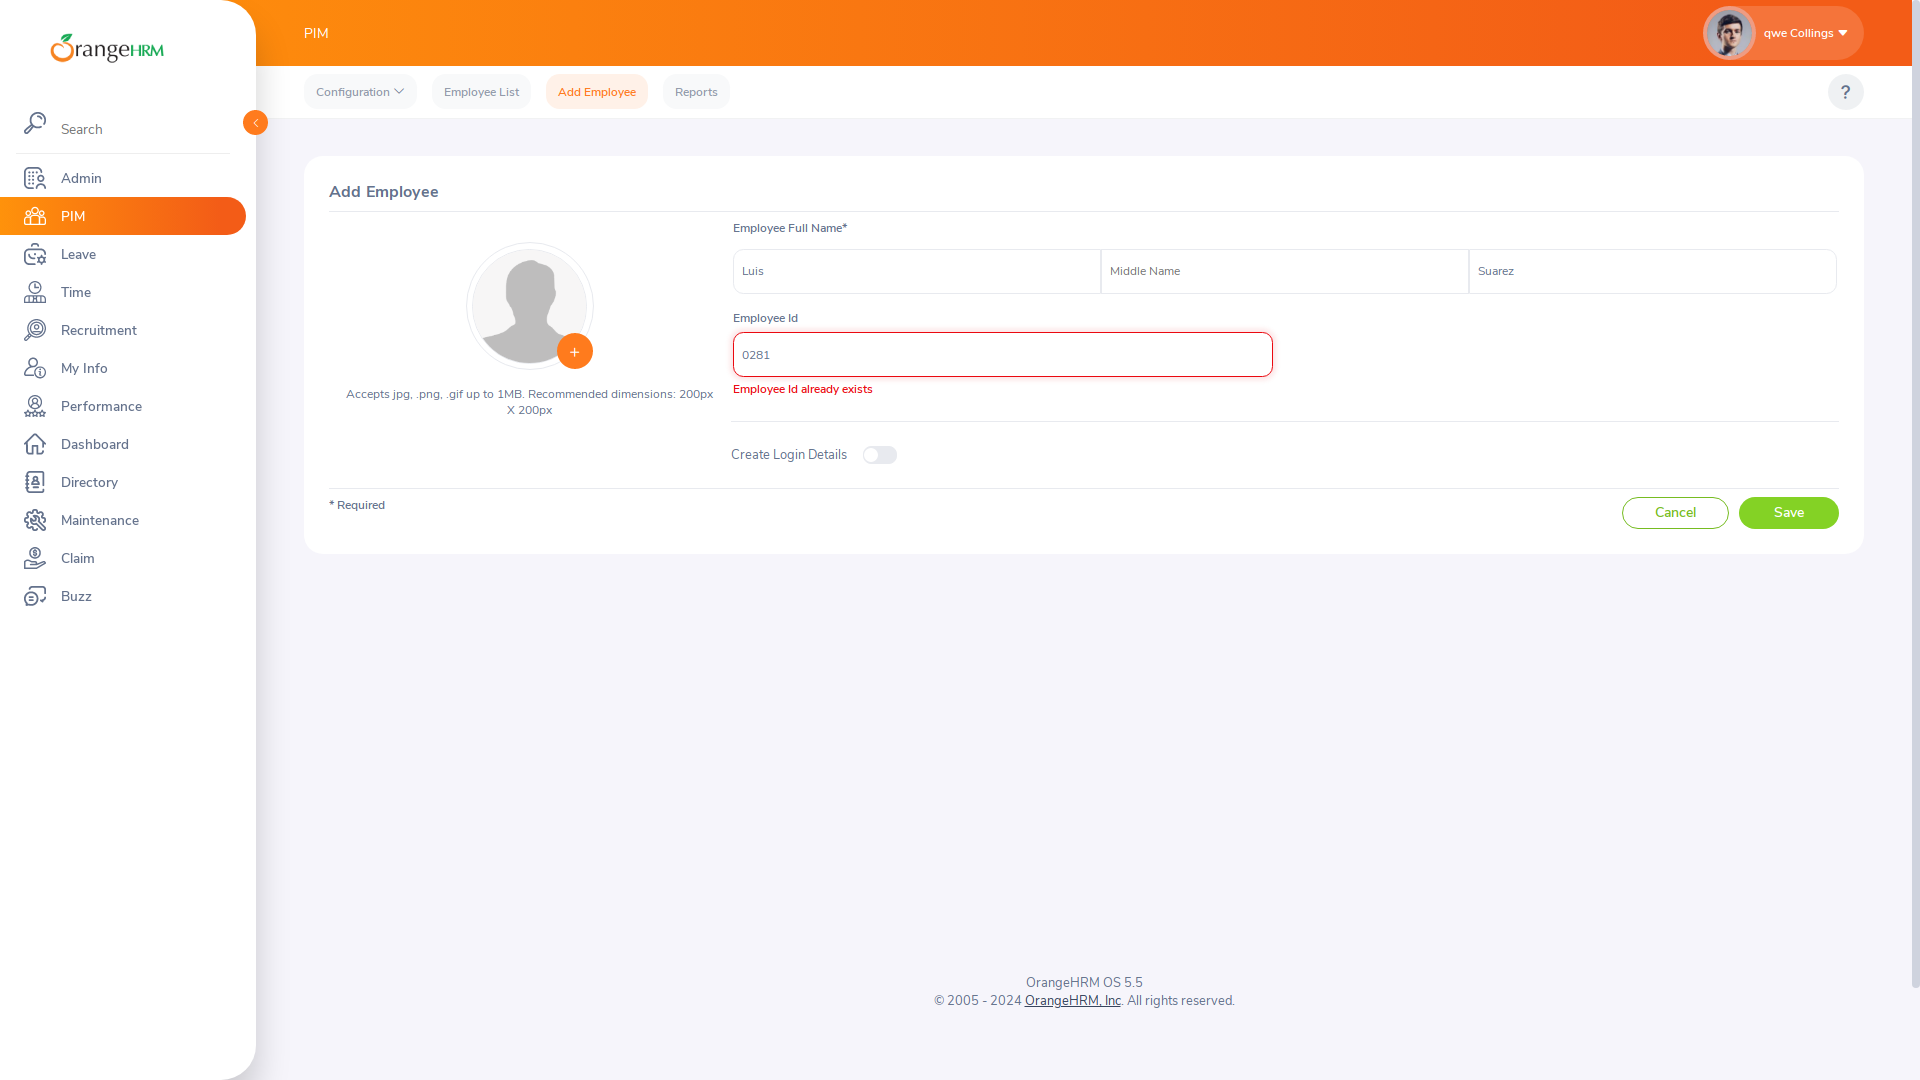 OrangeHRM
PIM
qwe Collings
Configuration
Employee List
Add Employee
Reports
?
Search
Admin
PIM
Leave
Time
Recruitment
My Info
Performance
Dashboard
Directory
Maintenance
Claim
Buzz
Add Employee
Employee Full Name*
Luis
Middle Name
Suarez
Employee Id
0281
Employee Id already exists
+
Accepts jpg, .png, .gif up to 1MB. Recommended dimensions: 200px
X 200px
Create Login Details
* Required
Cancel
Save
OrangeHRM OS 5.5
© 2005 - 2024 OrangeHRM, Inc. All rights reserved.